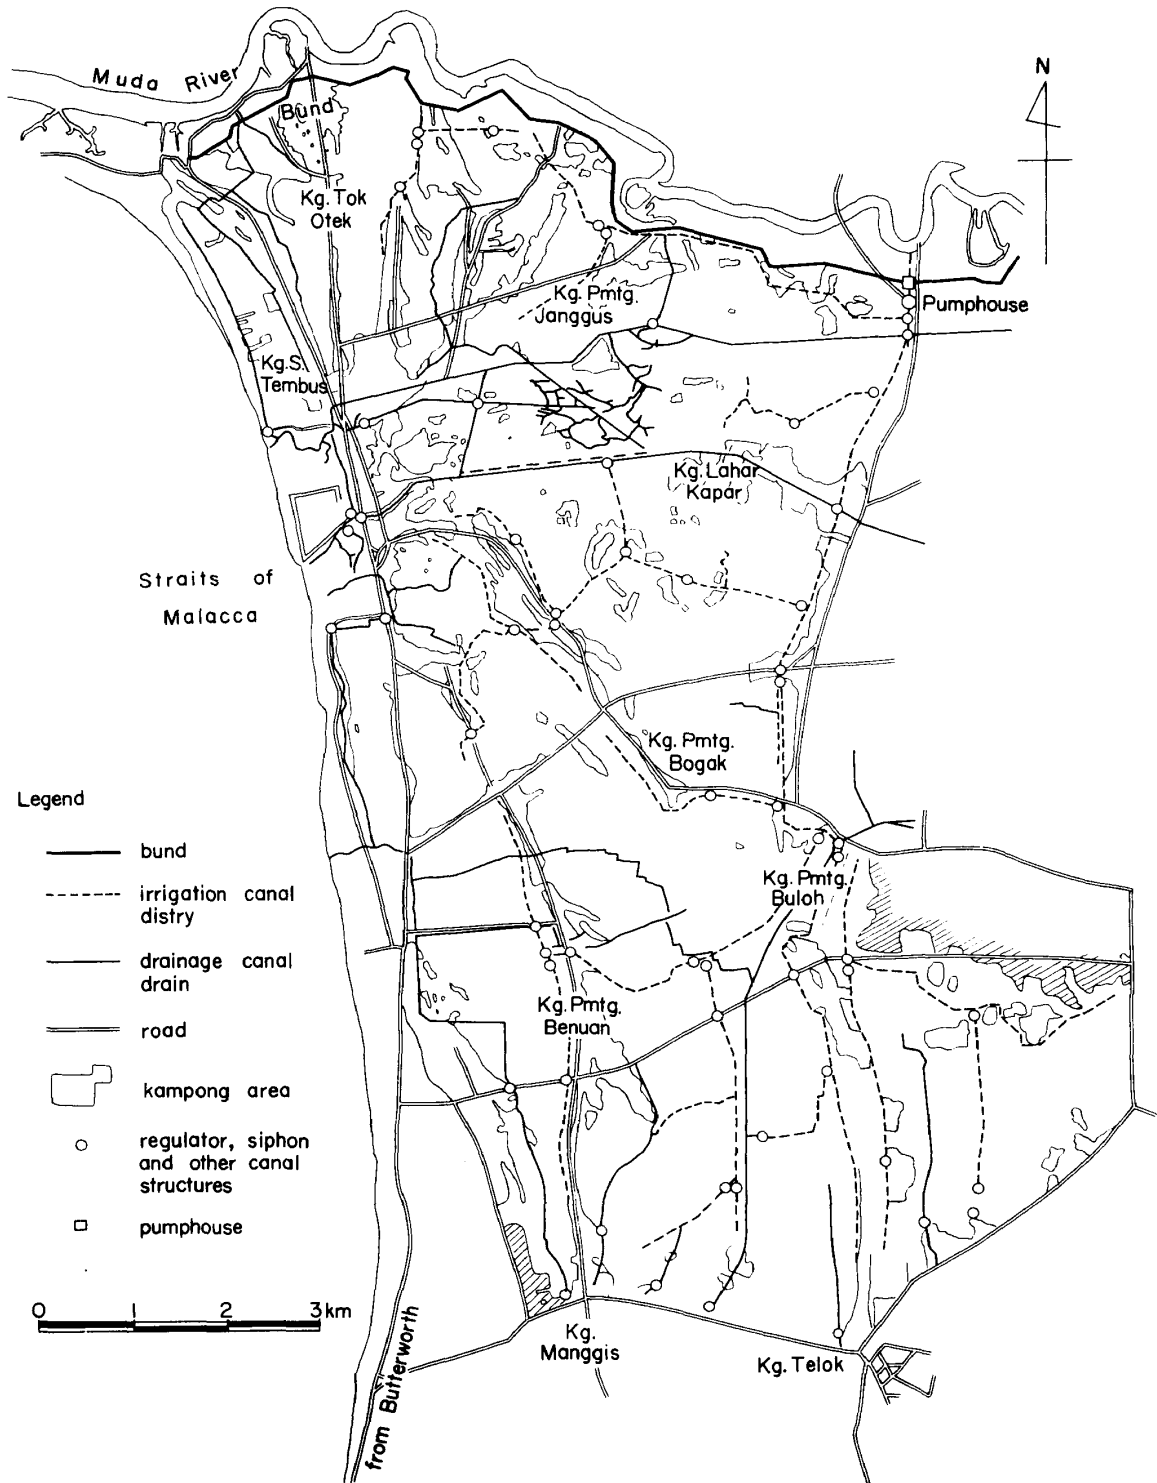 Muda River
N
Bund
Kg. Tok
Otek
Kg. Pmtg.
Janggus
Pumphouse
Kg. S.
Tembus
Kg. Lahar
Kapar
Straits of
Malacca
Kg. Pmtg.
Bogak
Legend
bund
irrigation canal
distry
drainage canal
drain
road
kampong area
regulator, siphon
and other canal
structures
pumphouse
Kg. Pmtg.
Buloh
Kg. Pmtg.
Benuan
0 1 2 3 km
Kg.
Manggis
Kg. Telok
from Butterworth